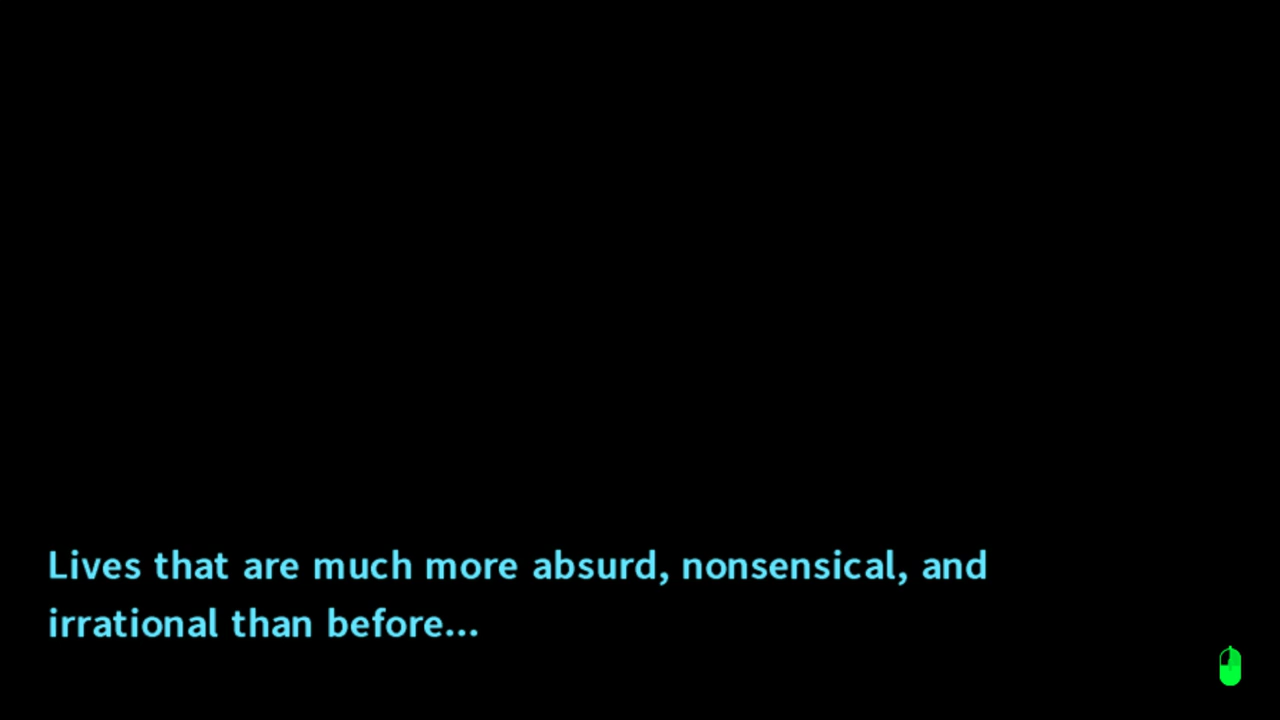 Lives that are much more absurd, nonsensical, and
irrational than before...